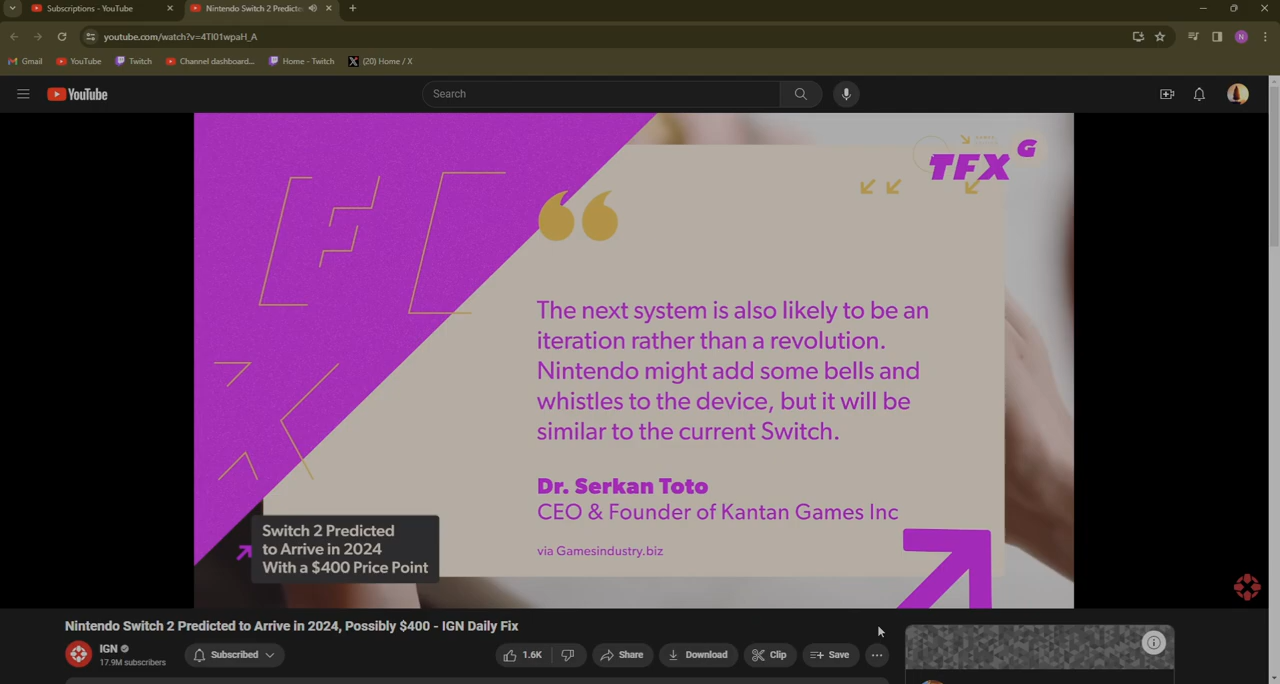 Subscriptions - YouTube
Nintendo Switch 2 Predicte
youtube.com/watch?v=4Tl01wpaH_A
N
Gmail
YouTube
Twitch
Channel dashboard...
Home - Twitch
(20) Home / X
YouTube
Search
TFX G
The next system is also likely to be an
iteration rather than a revolution.
Nintendo might add some bells and
whistles to the device, but it will be
similar to the current Switch.
Dr. Serkan Toto
CEO & Founder of Kantan Games Inc
via Gamesindustry.biz
Switch 2 Predicted
to Arrive in 2024
With a $400 Price Point
Nintendo Switch 2 Predicted to Arrive in 2024, Possibly $400 - IGN Daily Fix
IGN
17.9M subscribers
Subscribed
1.6K
Share
Download
Clip
Save